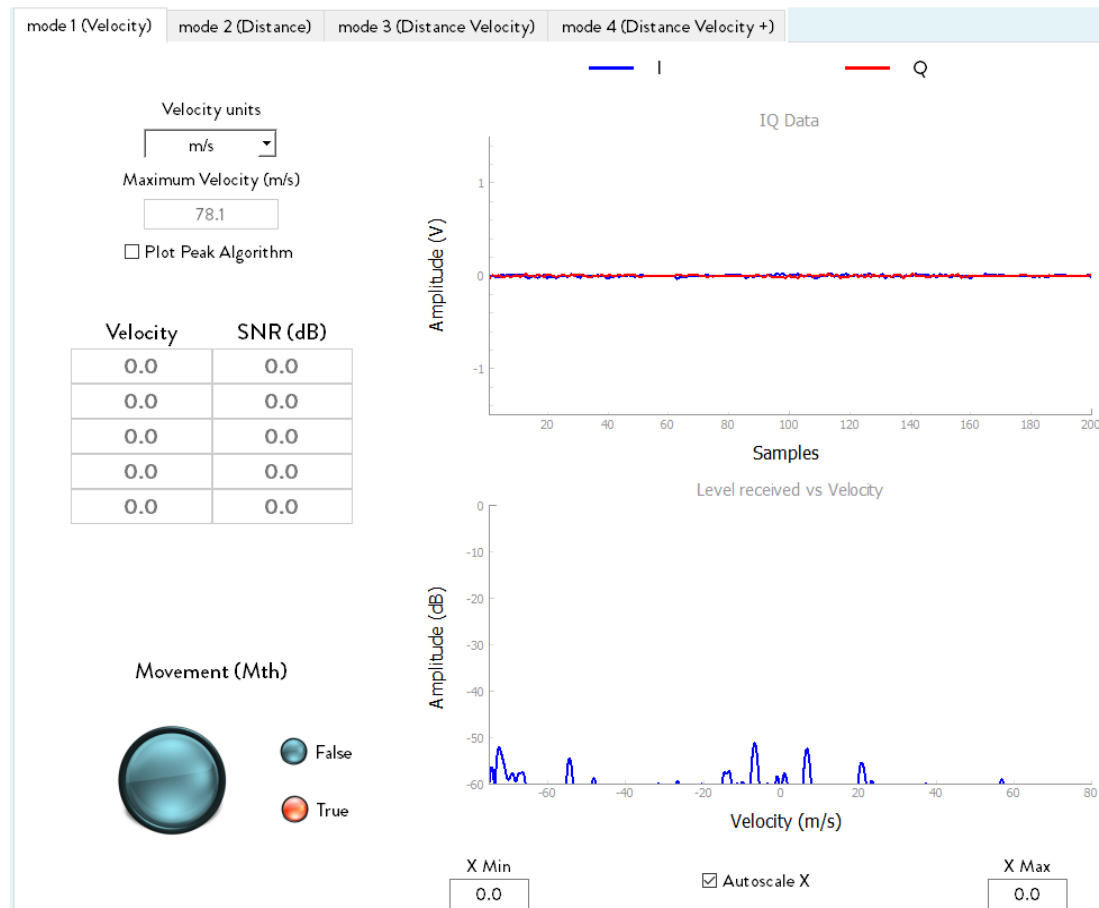 mode 1 (Velocity) mode 2 (Distance) mode 3 (Distance Velocity) mode 4 (Distance Velocity +)
I Q
Velocity units
m/s
Maximum Velocity (m/s)
78.1
Plot Peak Algorithm
Velocity SNR (dB)
0.0 0.0
0.0 0.0
0.0 0.0
0.0 0.0
0.0 0.0
Movement (Mth)
False
True
IQ Data
Amplitude (V)
1
0
-1
20 40 60 80 100 120 140 160 180 200
Samples
Level received vs Velocity
Amplitude (dB)
0
-10
-20
-30
-40
-50
-60
-60 -40 -20 0 20 40 60 80
Velocity (m/s)
X Min
0.0
Autoscale X
X Max
0.0